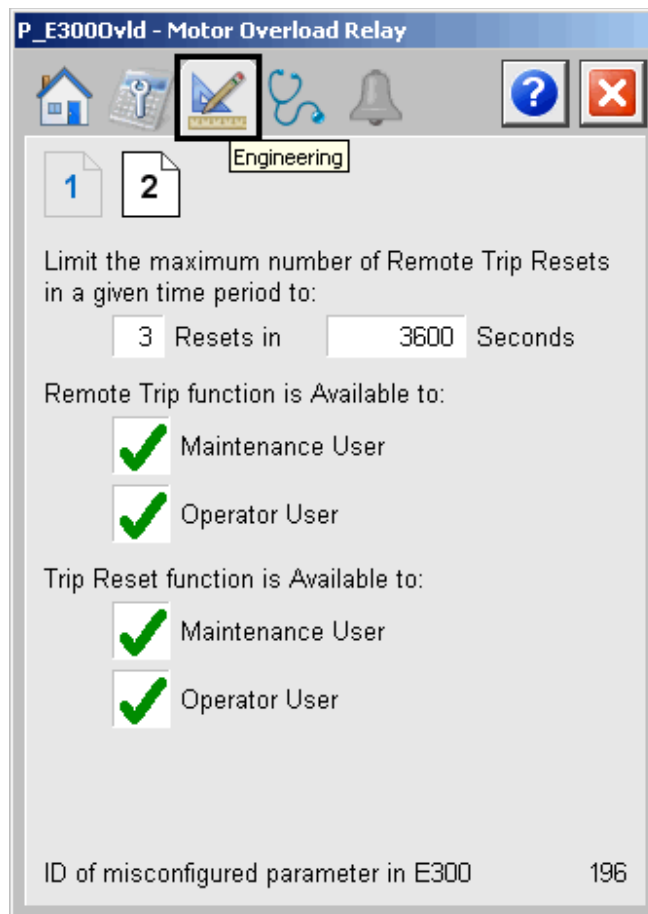 P_E300Ovld - Motor Overload Relay
?
Engineering
1 2
Limit the maximum number of Remote Trip Resets
in a given time period to:
3 Resets in 3600 Seconds
Remote Trip function is Available to:
Maintenance User
Operator User
Trip Reset function is Available to:
Maintenance User
Operator User
ID of misconfigured parameter in E300 196